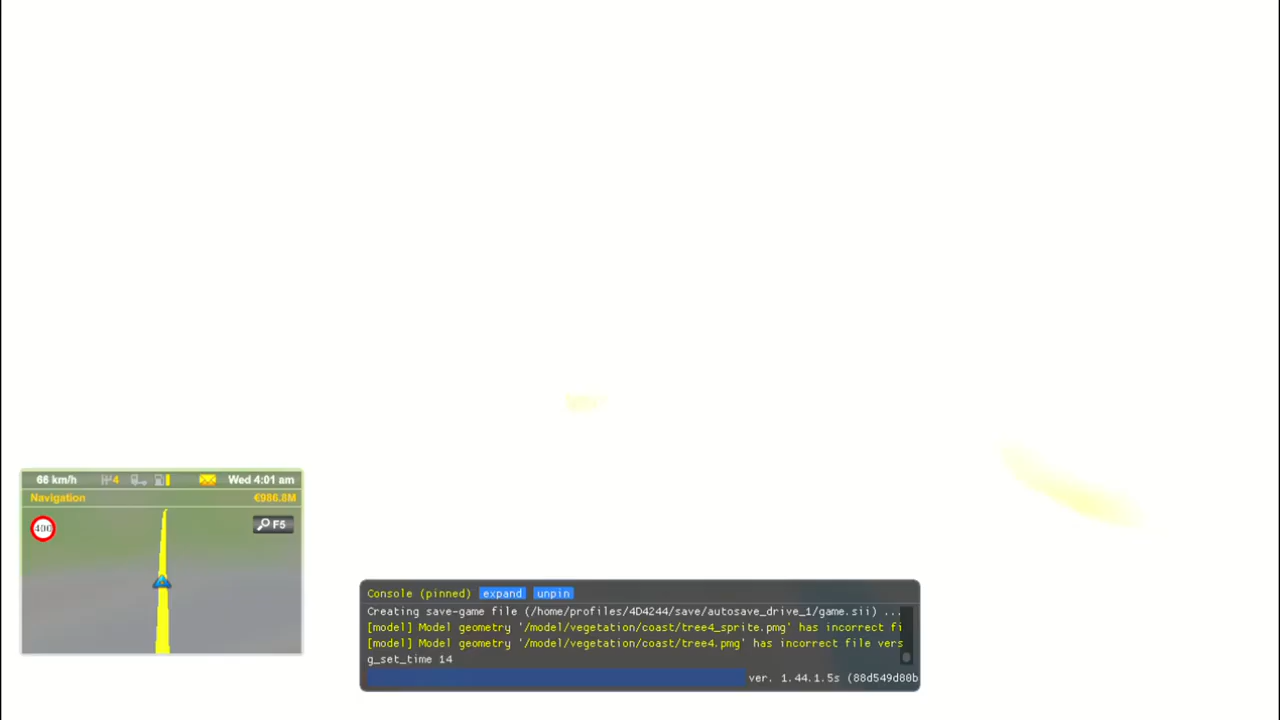 66 km/h 4 Wed 4:01 am
Navigation €986.8M
400 F5
Console (pinned) expand unpin
Creating save-game file (/home/profiles/4D4244/save/autosave_drive_1/game.sii) ...
[model] Model geometry '/model/vegetation/coast/tree4_sprite.pmg' has incorrect fi
[model] Model geometry '/model/vegetation/coast/tree4.pmg' has incorrect file vers
g_set_time 14
ver. 1.44.1.5s (88d549d80b